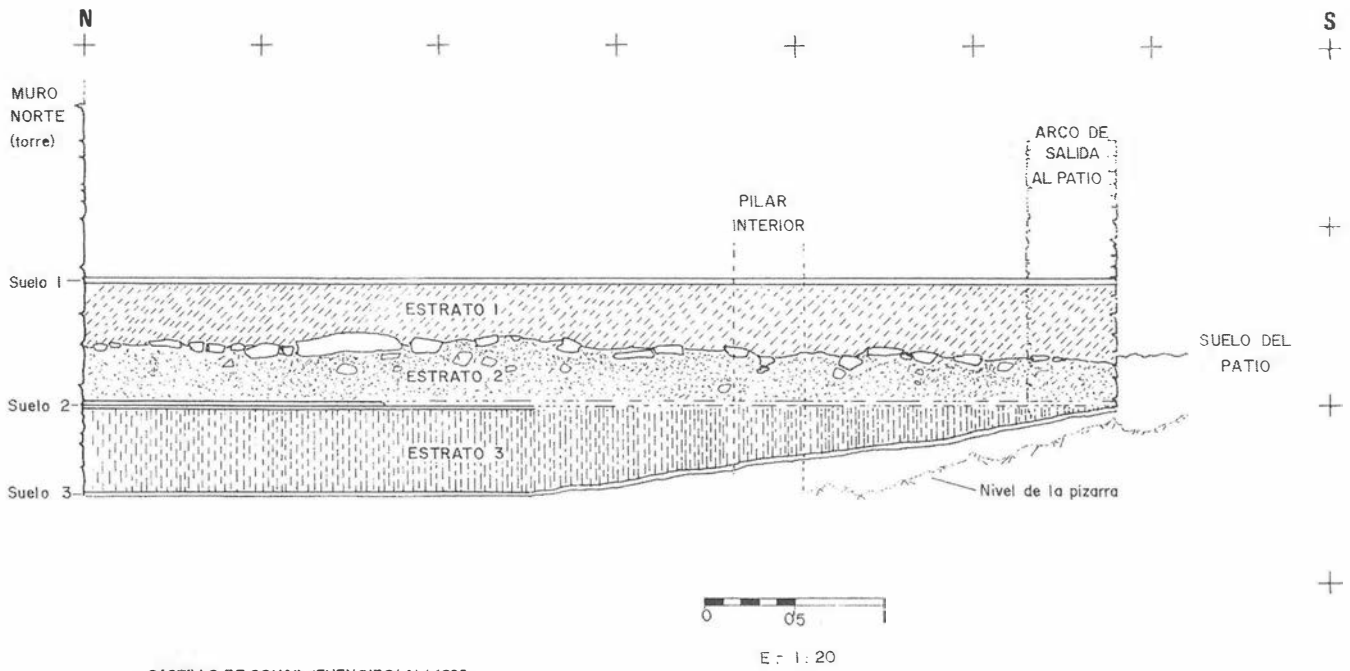 N
S
MURO
NORTE
(torre)
ARCO DE
SALIDA
AL PATIO
PILAR
INTERIOR
Suelo 1
ESTRATO 1
SUELO DEL
PATIO
ESTRATO 2
Suelo 2
ESTRATO 3
Suelo 3
Nivel de la pizarra
0 0'5 1
E - 1:20